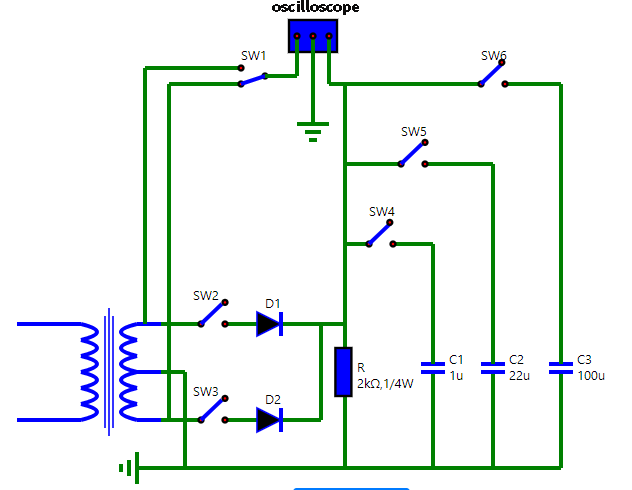 oscilloscope
SW1
SW6
SW5
SW4
SW2
D1
SW3
D2
R
2kΩ,1/4W
C1
1u
C2
22u
C3
100u